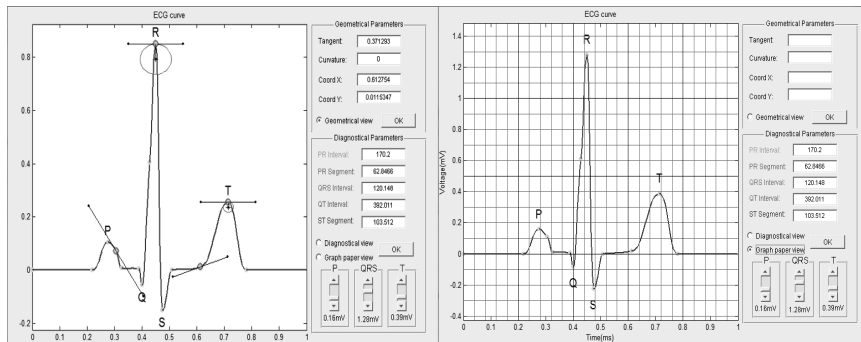 ECG curve
R
P
T
Q
S
0.8
0.6
0.4
0.2
0
-0.2
0 0.1 0.2 0.3 0.4 0.5 0.6 0.7 0.8 0.9 1
Geometrical Parameters
Tangent: 0.371293
Curvature: 0
Coord X: 0.612754
Coord Y: 0.0115347
Geometrical view OK
Diagnostical Parameters
PR Interval: 170.2
PR Segment: 62.8466
QRS Interval: 120.148
QT Interval: 392.011
ST Segment: 103.512
Diagnostical view
Graph paper view
OK
P QRS T
0.16mV 1.28mV 0.39mV
ECG curve
R
P
T
Q
S
1.4
1.2
1
0.8
0.6
0.4
0.2
0
-0.2
-0.4
Voltage(mV)
0 0.1 0.2 0.3 0.4 0.5 0.6 0.7 0.8 0.9 1
Time(ms)
Geometrical Parameters
Tangent:
Curvature:
Coord X:
Coord Y:
Geometrical view OK
Diagnostical Parameters
PR Interval: 170.2
PR Segment: 62.8466
QRS Interval: 120.148
QT Interval: 392.011
ST Segment: 103.512
Diagnostical view
Graph paper view
OK
P QRS T
0.16mV 1.28mV 0.39mV